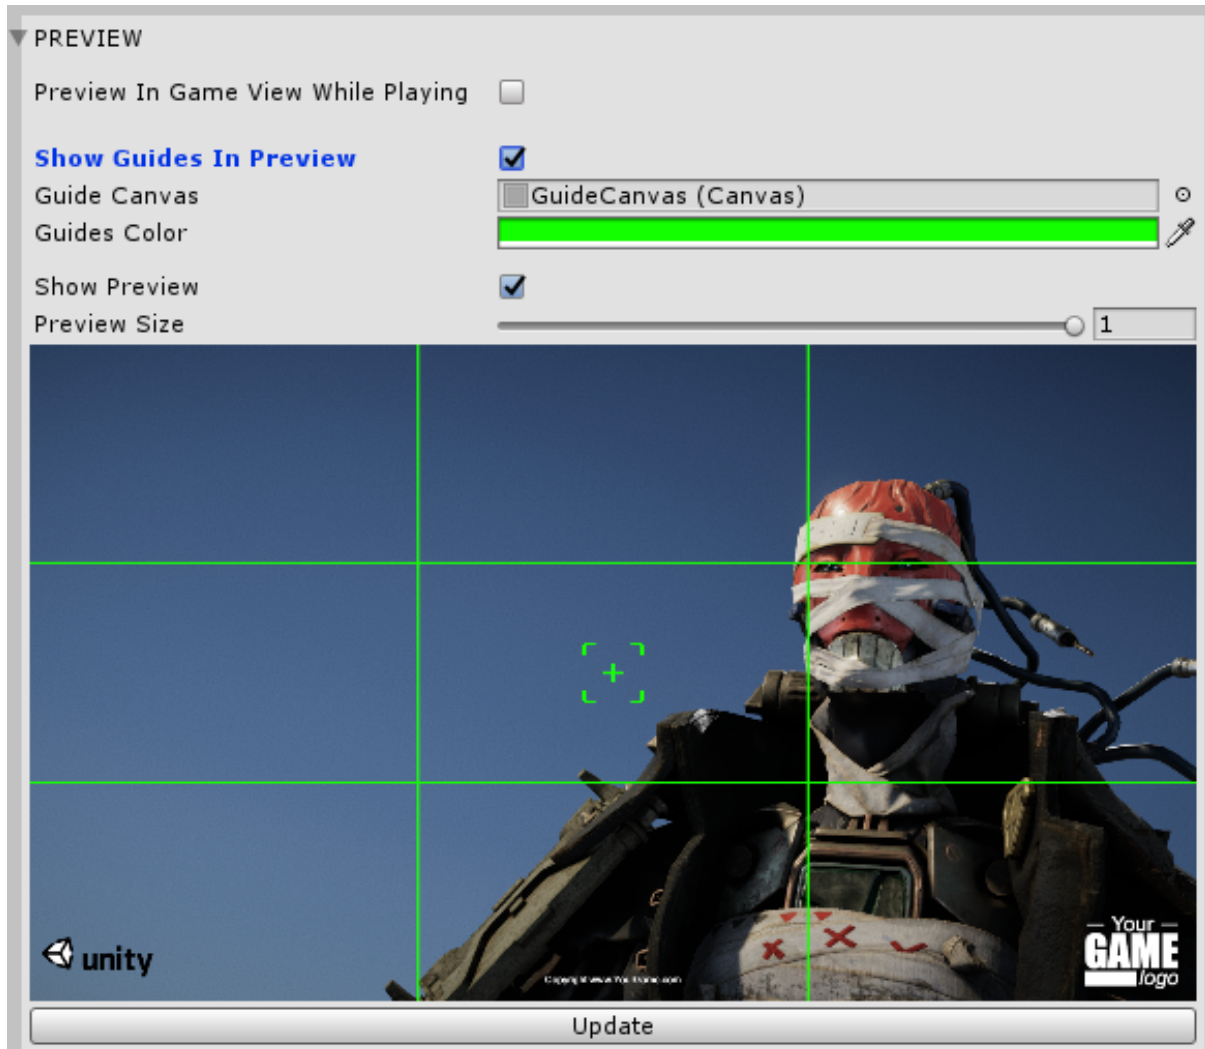 PREVIEW
Preview In Game View While Playing
Show Guides In Preview
Guide Canvas GuideCanvas (Canvas)
Guides Color
Show Preview
Preview Size 1
unity
Your
GAME
logo
Update